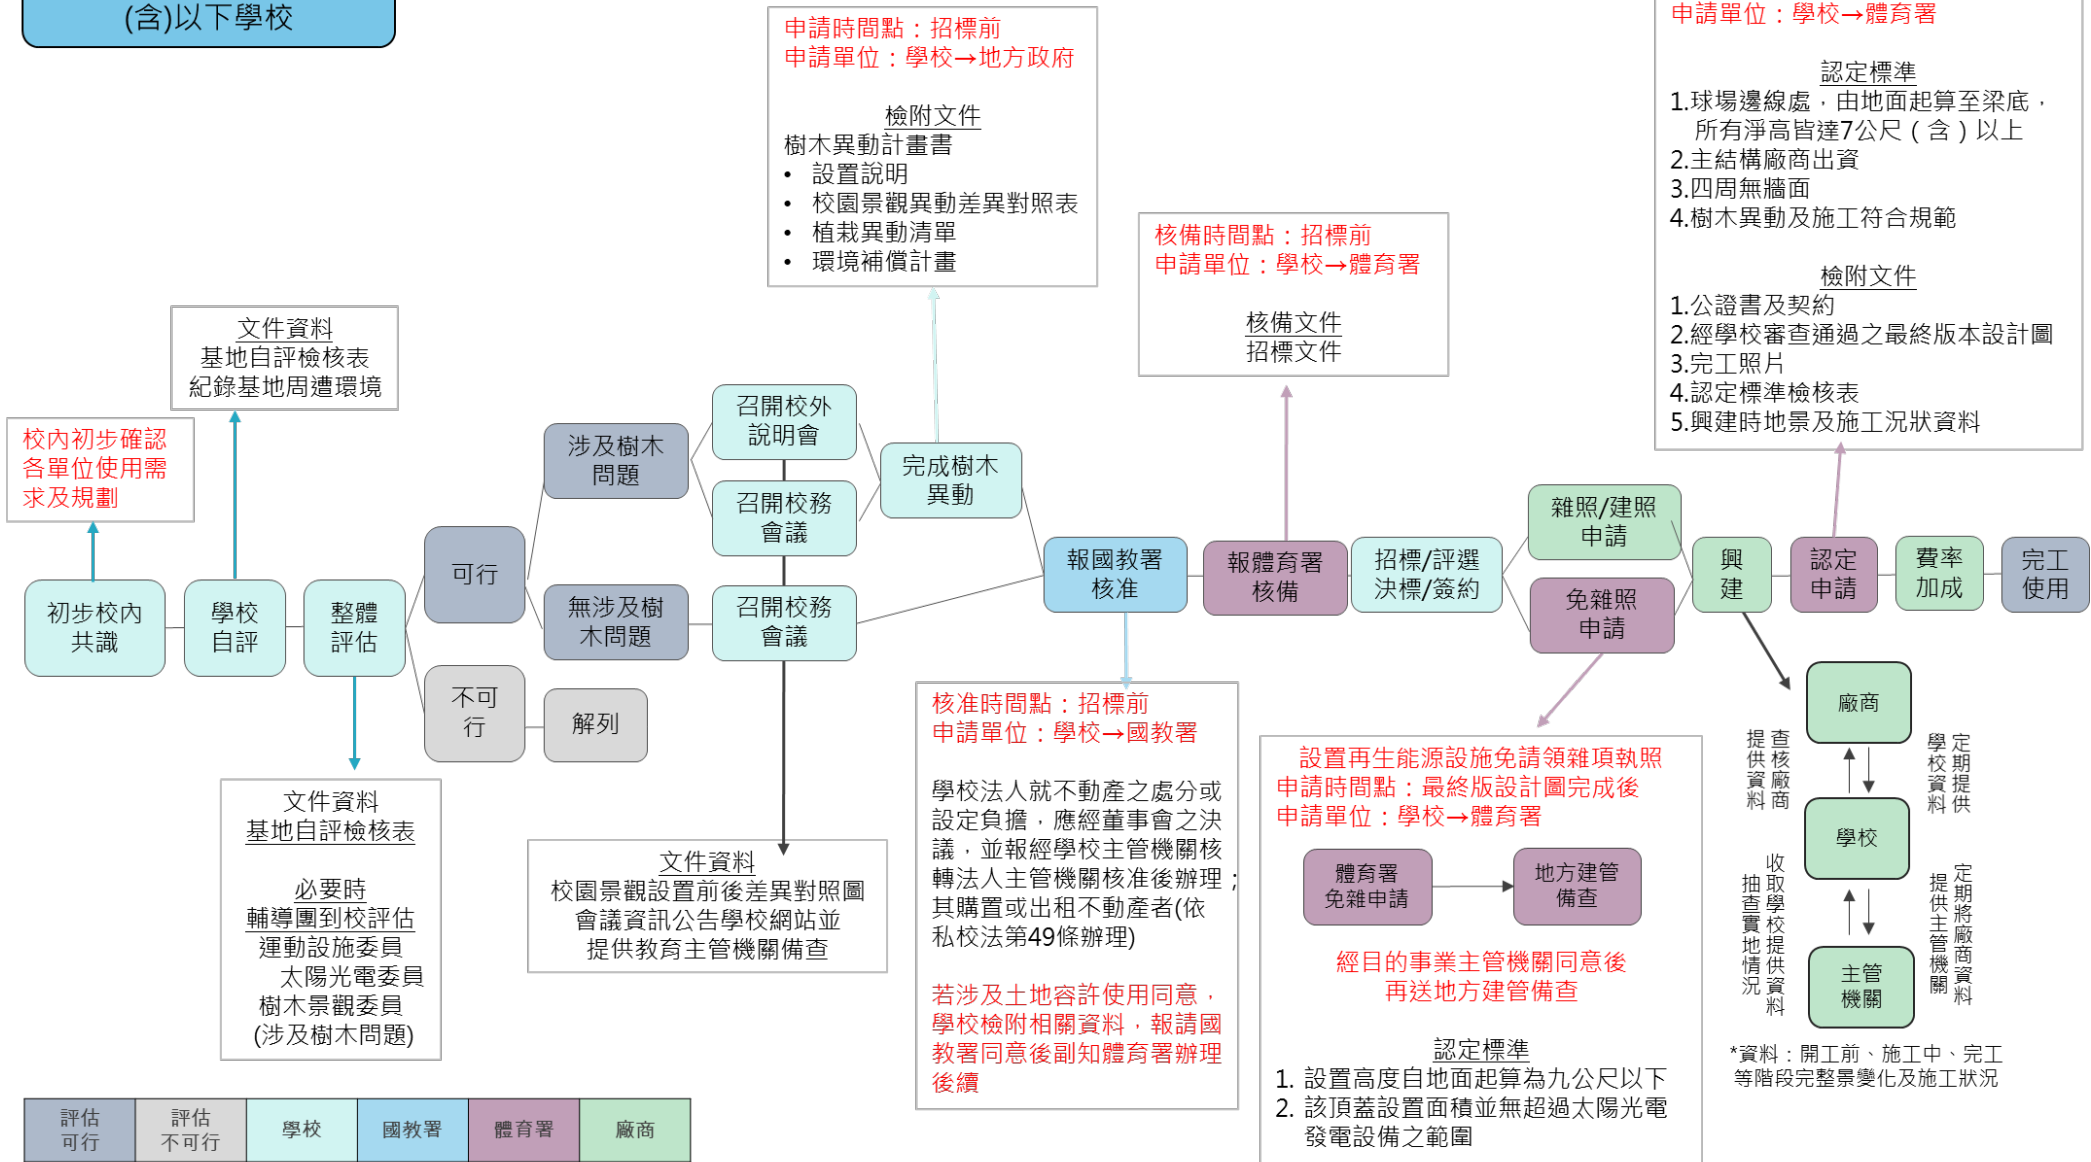 (含)以下學校
申請時間點：招標前
申請單位：學校→地方政府
檢附文件
樹木異動計畫書
• 設置說明
• 校園景觀異動差異對照表
• 植栽異動清單
• 環境補償計畫
申請單位：學校→體育署
認定標準
1.球場邊線處，由地面起算至梁底，
所有淨高皆達7公尺（含）以上
2.主結構廠商出資
3.四周無牆面
4.樹木異動及施工符合規範
檢附文件
1.公證書及契約
2.經學校審查通過之最終版本設計圖
3.完工照片
4.認定標準檢核表
5.興建時地景及施工況狀資料
核備時間點：招標前
申請單位：學校→體育署
核備文件
招標文件
文件資料
基地自評檢核表
紀錄基地周遭環境
校內初步確認
各單位使用需
求及規劃
初步校內
共識
學校
自評
整體
評估
可行
不可
行
解列
涉及樹木
問題
無涉及樹
木問題
召開校外
說明會
召開校務
會議
召開校務
會議
完成樹木
異動
報國教署
核准
報體育署
核備
招標/評選
決標/簽約
雜照/建照
申請
免雜照
申請
興
建
認定
申請
費率
加成
完工
使用
文件資料
基地自評檢核表
必要時
輔導團到校評估
運動設施委員
太陽光電委員
樹木景觀委員
(涉及樹木問題)
文件資料
校園景觀設置前後差異對照圖
會議資訊公告學校網站並
提供教育主管機關備查
核准時間點：招標前
申請單位：學校→國教署
學校法人就不動產之處分或
設定負擔，應經董事會之決
議，並報經學校主管機關核
轉法人主管機關核准後辦理；
其購置或出租不動產者(依
私校法第49條辦理)
若涉及土地容許使用同意，
學校檢附相關資料，報請國
教署同意後副知體育署辦理
後續
設置再生能源設施免請領雜項執照
申請時間點：最終版設計圖完成後
申請單位：學校→體育署
體育署
免雜申請
地方建管
備查
經目的事業主管機關同意後
再送地方建管備查
認定標準
1. 設置高度自地面起算為九公尺以下
2. 該頂蓋設置面積並無超過太陽光電
發電設備之範圍
廠商
查核廠商
提供資料
定期提供
學校資料
學校
收取學校提供資料
抽查實地情況
定期將廠商資料
提供主管機關
主管
機關
*資料：開工前、施工中、完工
等階段完整景變化及施工狀況
評估
可行
評估
不可行
學校
國教署
體育署
廠商